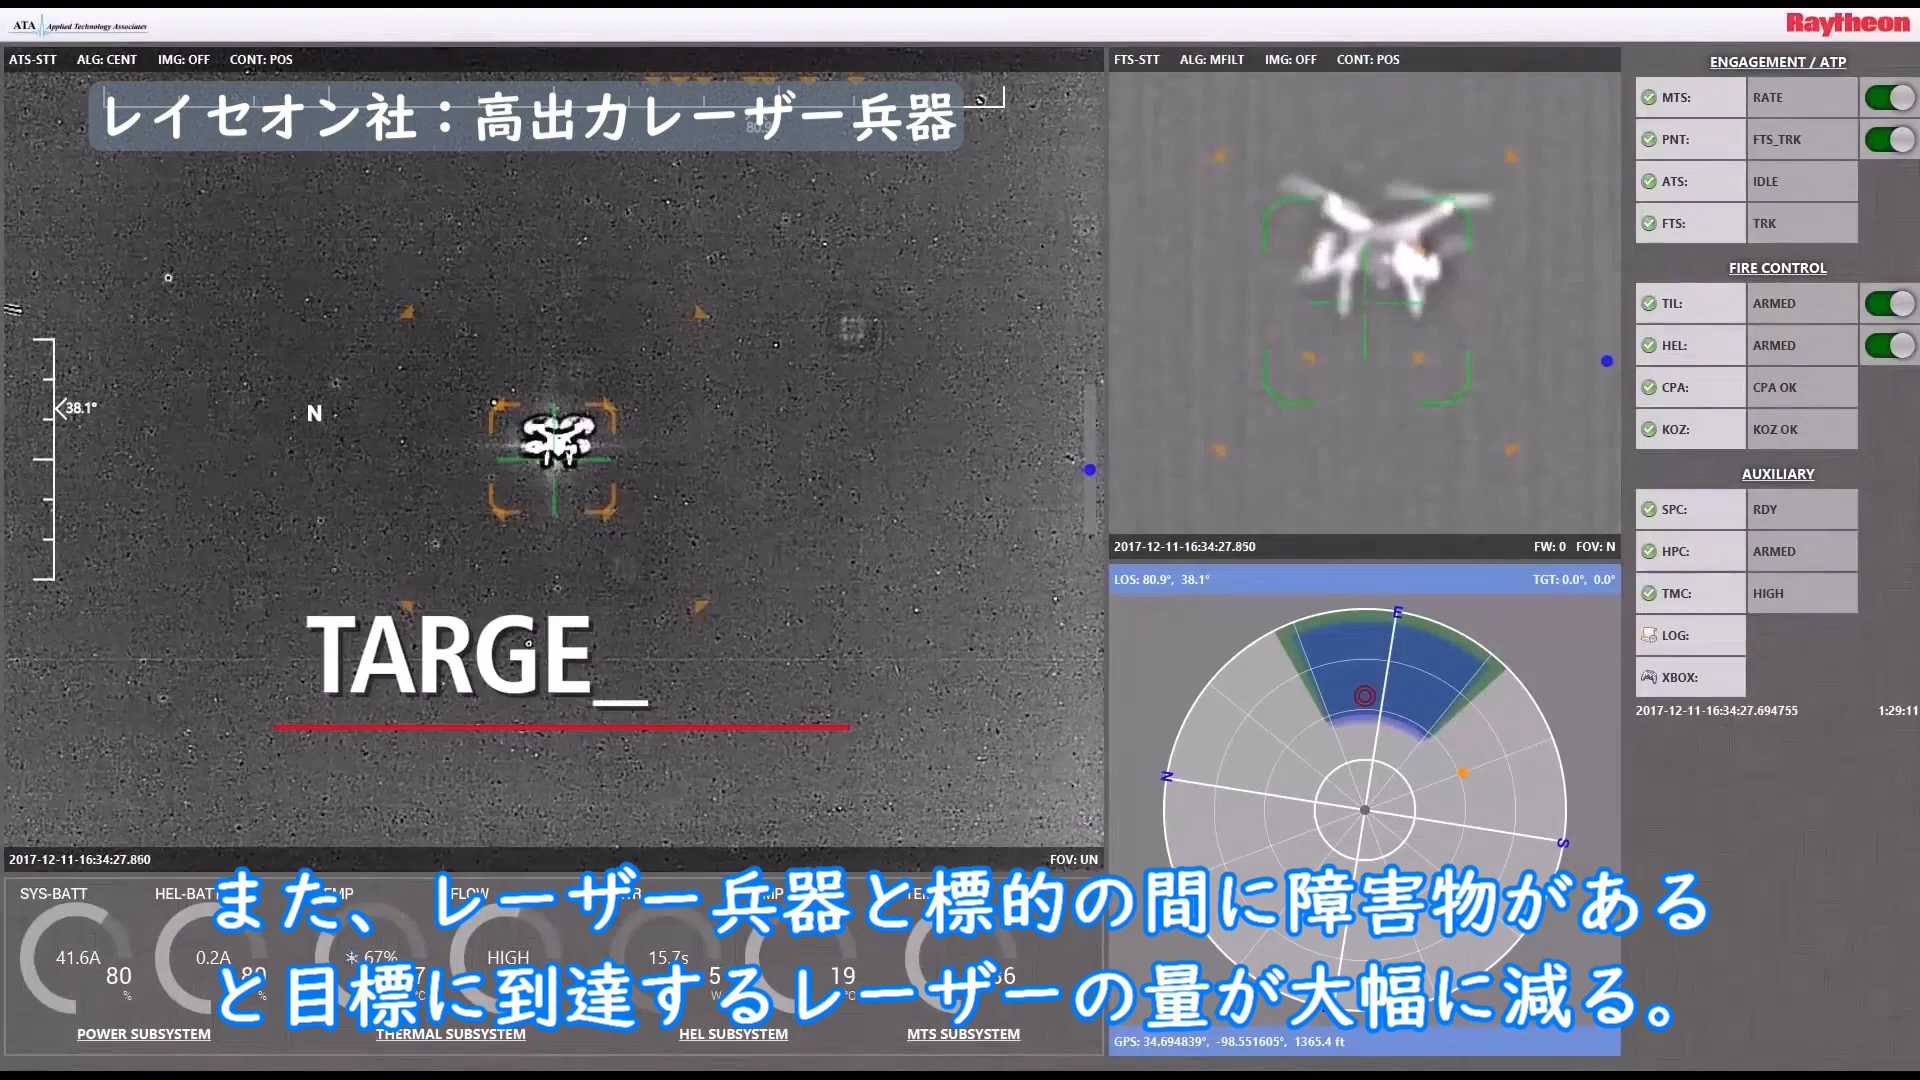 ATA Applied Technology Associates
Raytheon
ATS-STT ALG: CENT IMG: OFF CONT: POS
レイセオン社：高出力レーザー兵器
80.9°
38.1°
N
TARGE_
2017-12-11-16:34:27.860 FOV: UN
FTS-STT ALG: MFILT IMG: OFF CONT: POS
2017-12-11-16:34:27.850 FW: 0 FOV: N
LOS: 80.9°, 38.1° TGT: 0.0°, 0.0°
E
N
S
GPS: 34.694839°, -98.551605°, 1365.4 ft
ENGAGEMENT / ATP
MTS: RATE
PNT: FTS_TRK
ATS: IDLE
FTS: TRK
FIRE CONTROL
TIL: ARMED
HEL: ARMED
CPA: CPA OK
KOZ: KOZ OK
AUXILIARY
SPC: RDY
HPC: ARMED
TMC: HIGH
LOG:
XBOX:
2017-12-11-16:34:27.694755 1:29:11
SYS-BATT HEL-BATT FLOW
41.6A 0.2A 67% HIGH 15.7s
80 % 80 % 19
POWER SUBSYSTEM THERMAL SUBSYSTEM HEL SUBSYSTEM MTS SUBSYSTEM
また、レーザー兵器と標的の間に障害物がある
と目標に到達するレーザーの量が大幅に減る。